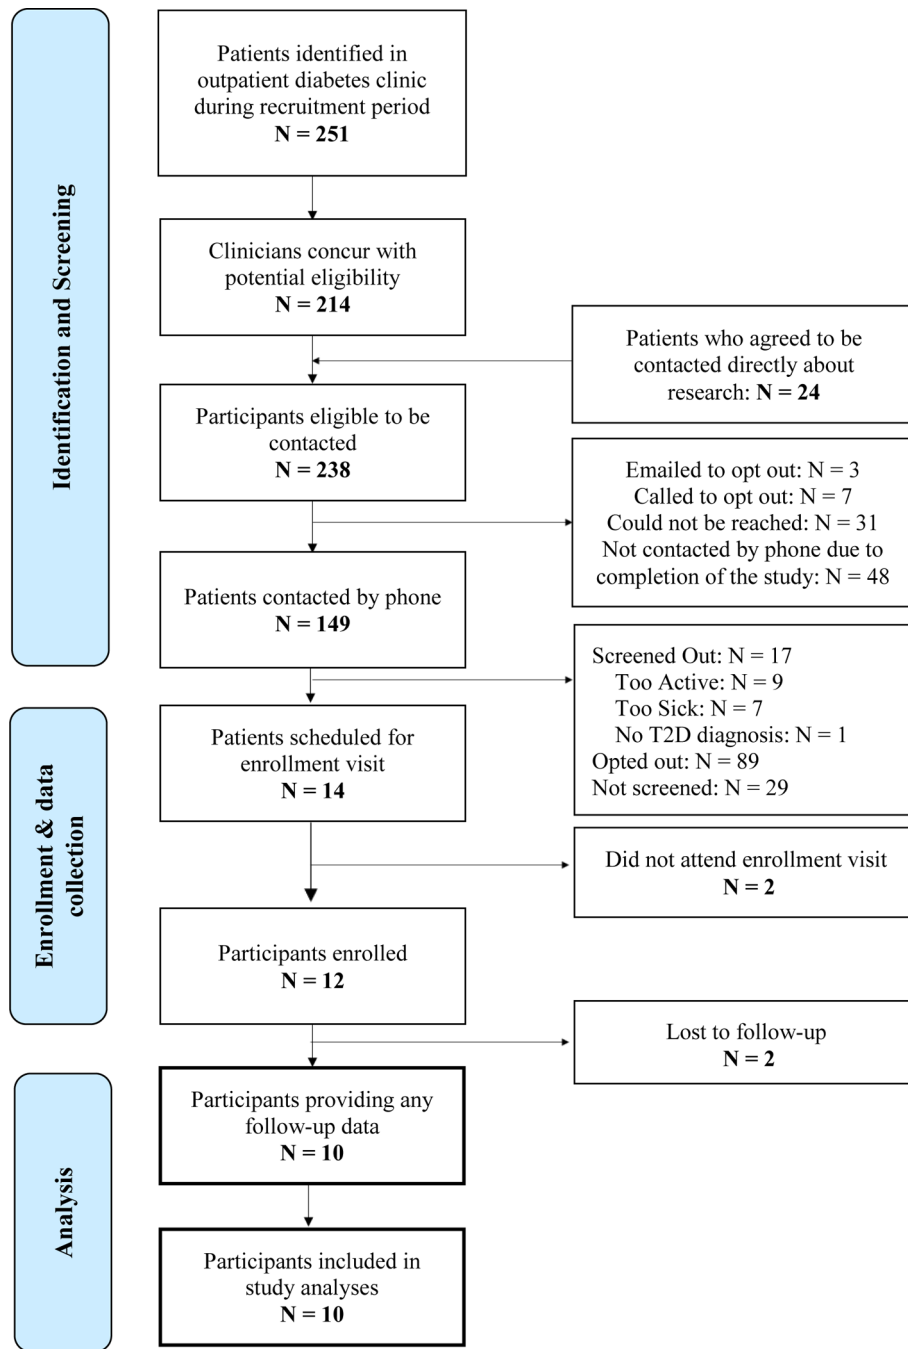 Identification and Screening
Patients identified in
outpatient diabetes clinic
during recruitment period
N = 251
Clinicians concur with
potential eligibility
N = 214
Patients who agreed to be
contacted directly about
research: N = 24
Participants eligible to be
contacted
N = 238
Emailed to opt out: N = 3
Called to opt out: N = 7
Could not be reached: N = 31
Not contacted by phone due to
completion of the study: N = 48
Patients contacted by phone
N = 149
Screened Out: N = 17
Too Active: N = 9
Too Sick: N = 7
No T2D diagnosis: N = 1
Opted out: N = 89
Not screened: N = 29
Enrollment & data
collection
Patients scheduled for
enrollment visit
N = 14
Did not attend enrollment visit
N = 2
Participants enrolled
N = 12
Lost to follow-up
N = 2
Analysis
Participants providing any
follow-up data
N = 10
Participants included in
study analyses
N = 10